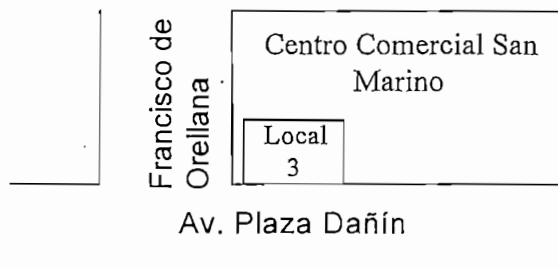 Francisco de
Orellana
Centro Comercial San
Marino
Local
3
Av. Plaza Dañín